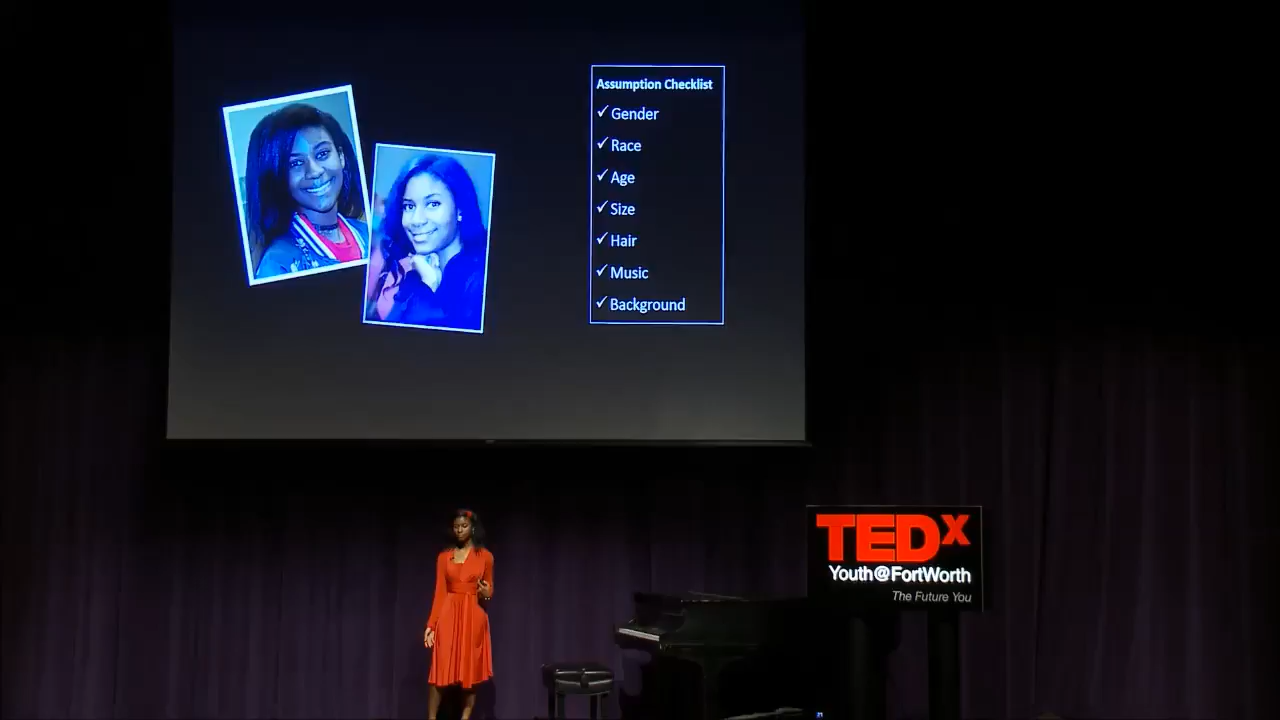 Assumption Checklist
✓ Gender
✓ Race
✓ Age
✓ Size
✓ Hair
✓ Music
✓ Background
TEDx
Youth@FortWorth
The Future You